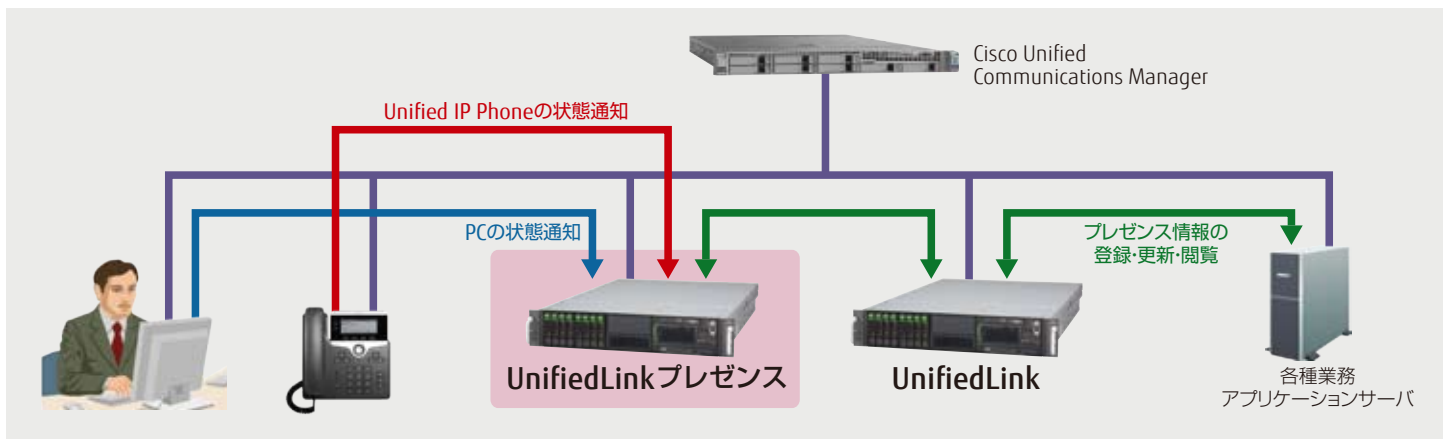 Cisco Unified
Communications Manager
Unified IP Phoneの状態通知
PCの状態通知
プレゼンス情報の
登録・更新・閲覧
UnifiedLinkプレゼンス
UnifiedLink
各種業務
アプリケーションサーバ